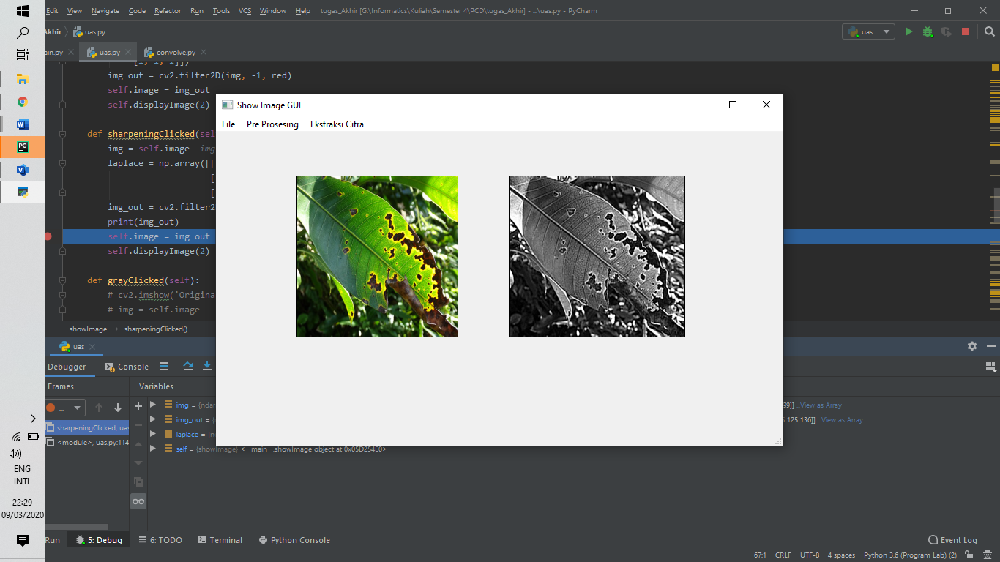 Edit View Navigate Code Refactor Run Tools VCS Window Help tugas_Akhir [G:\Informatics\Kuliah\Semester 4\PCD\tugas_Akhir] - ...\uas.py - PyCharm
Akhir uas.py
uas
ain.py uas.py convolve.py
[1, 1, 1]])
img_out = cv2.filter2D(img, -1, red)
self.image = img_out
self.displayImage(2)
def sharpeningClicked(sel
img = self.image img
laplace = np.array([[
[
[
img_out = cv2.filter2
print(img_out)
self.image = img_out
self.displayImage(2)
def grayClicked(self):
# cv2.imshow('Origina
# img = self.image
showImage sharpeningClicked()
Show Image GUI
File Pre Prosesing Ekstraksi Citra
uas
Debugger Console
Frames Variables
img = {ndar 99]] ...View as Array
img_out = 125 136]] ...View as Array
sharpeningClicked, uas
laplace = {n
<module>, uas.py:114
self = {showImage} <__main__.showImage object at 0x05D254E0>
Run 5: Debug 6: TODO Terminal Python Console Event Log
67:1 CRLF UTF-8 4 spaces Python 3.6 (Program Lab) (2)
PC
ENG
INTL
22:29
09/03/2020